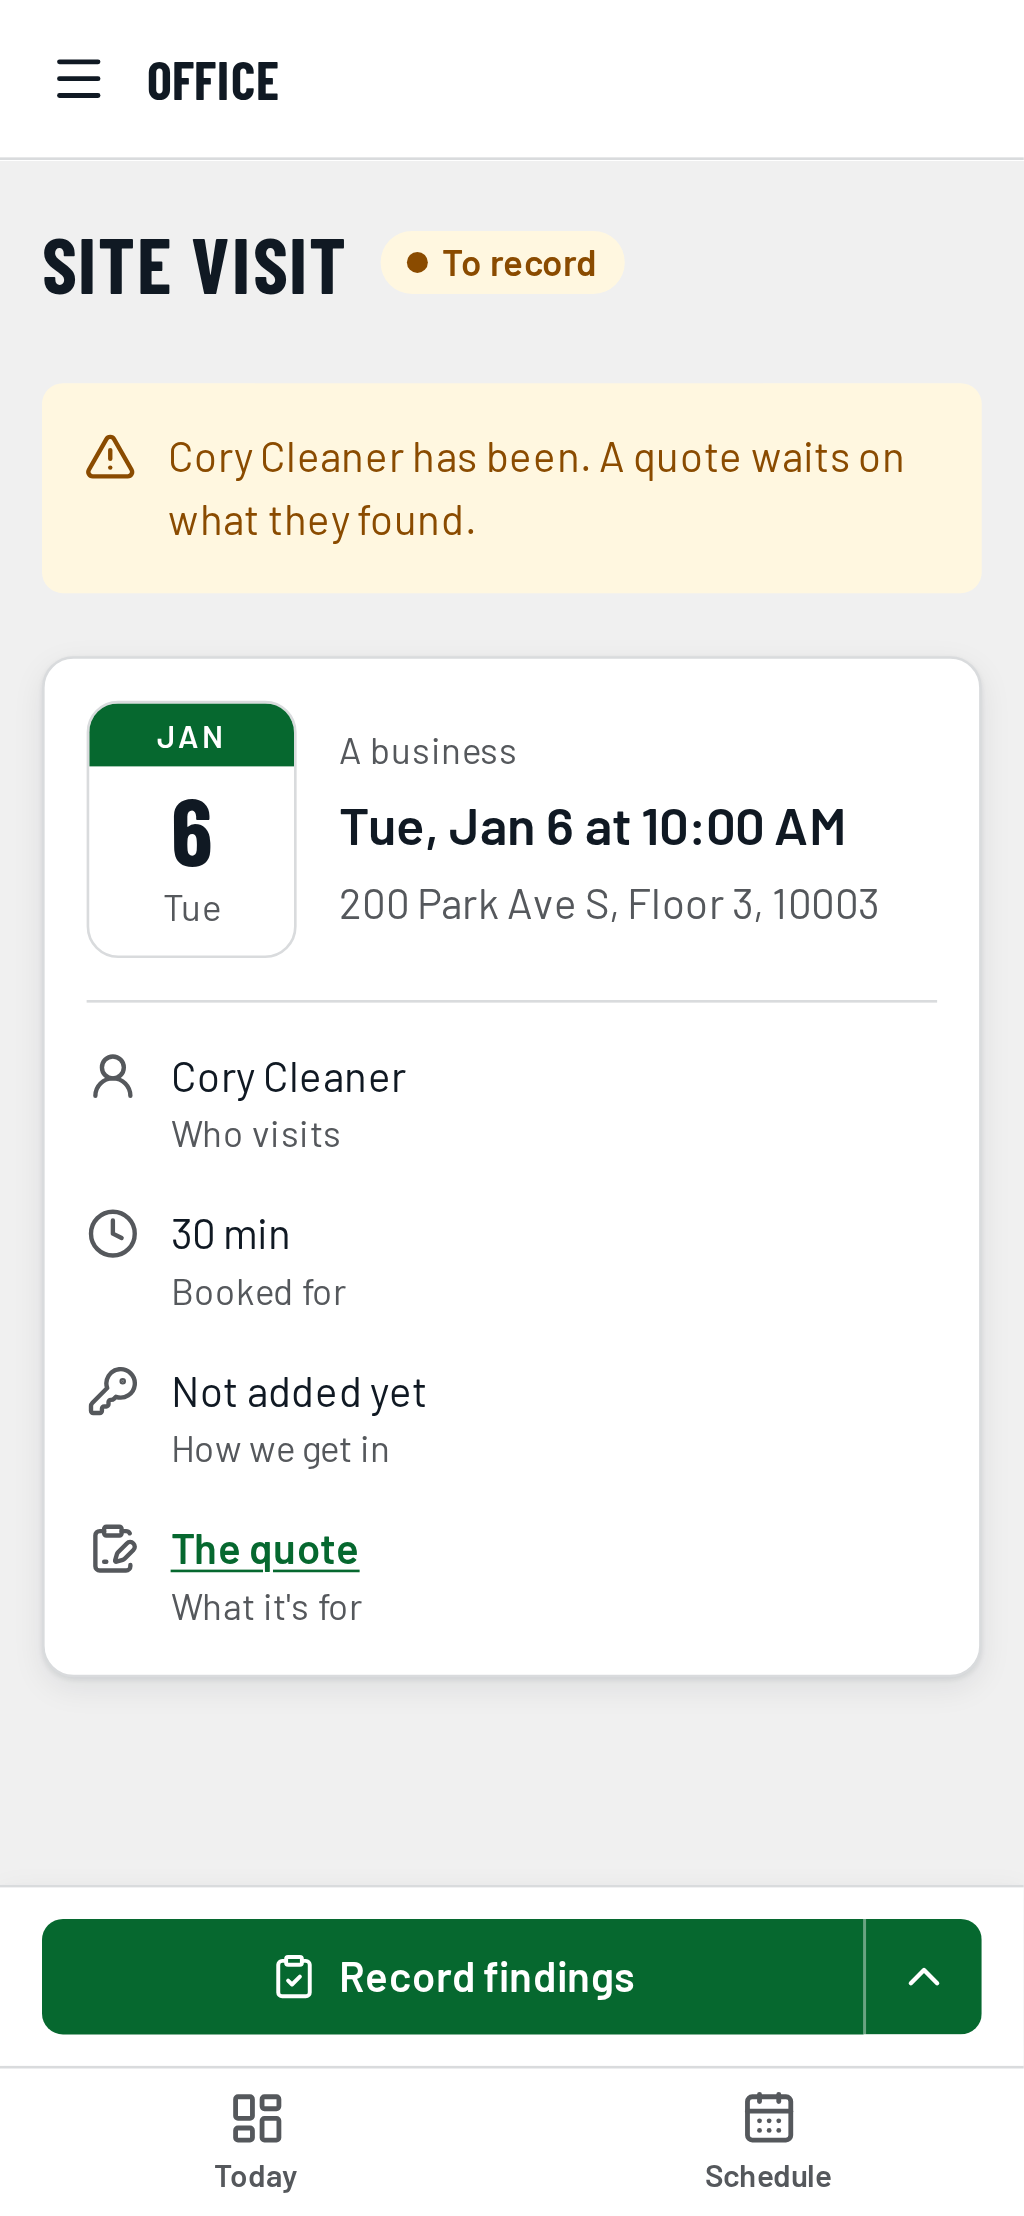 OFFICE
SITE VISIT
To record
Cory Cleaner has been. A quote waits on
what they found.
JAN
6
Tue
A business
Tue, Jan 6 at 10:00 AM
200 Park Ave S, Floor 3, 10003
Cory Cleaner
Who visits
30 min
Booked for
Not added yet
How we get in
The quote
What it's for
Record findings
Today
Schedule